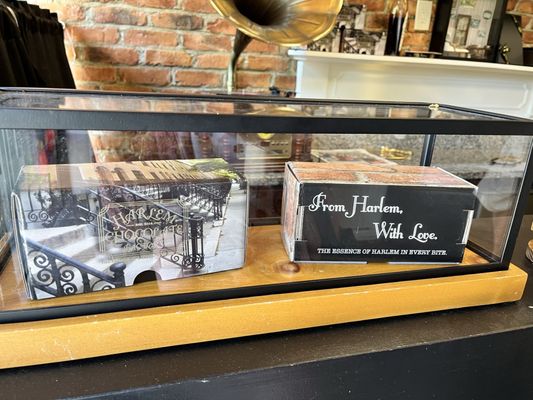 HARLEM
CHOCOLATE
From Harlem,
With Love.
THE ESSENCE OF HARLEM IN EVERY BITE.